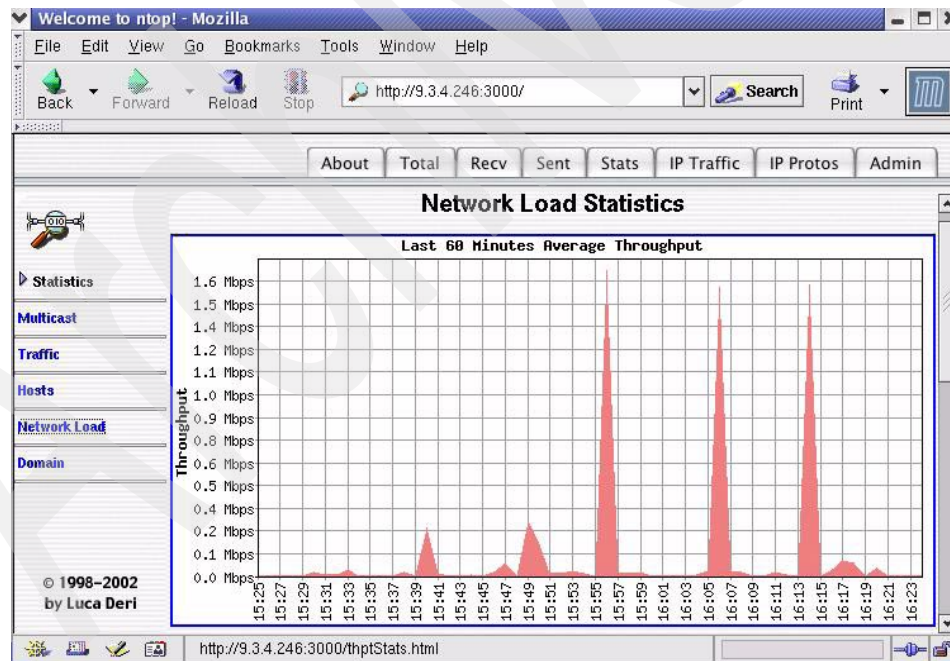 Welcome to ntop! - Mozilla
File Edit View Go Bookmarks Tools Window Help
Back Forward Reload Stop http://9.3.4.246:3000/ Search Print
About Total Recv Sent Stats IP Traffic IP Protos Admin
Network Load Statistics
Statistics
Multicast
Traffic
Hosts
Network Load
Domain
© 1998-2002
by Luca Deri
Last 60 Minutes Average Throughput
Throughput
1.6 Mbps
1.5 Mbps
1.4 Mbps
1.2 Mbps
1.1 Mbps
1.0 Mbps
0.9 Mbps
0.8 Mbps
0.6 Mbps
0.5 Mbps
0.4 Mbps
0.2 Mbps
0.1 Mbps
0.0 Mbps
15:25 15:27 15:29 15:31 15:33 15:35 15:37 15:39 15:41 15:43 15:45 15:47 15:49 15:51 15:53 15:55 15:57 15:59 16:01 16:03 16:05 16:07 16:09 16:11 16:13 16:15 16:17 16:19 16:21 16:23
http://9.3.4.246:3000/thptStats.html